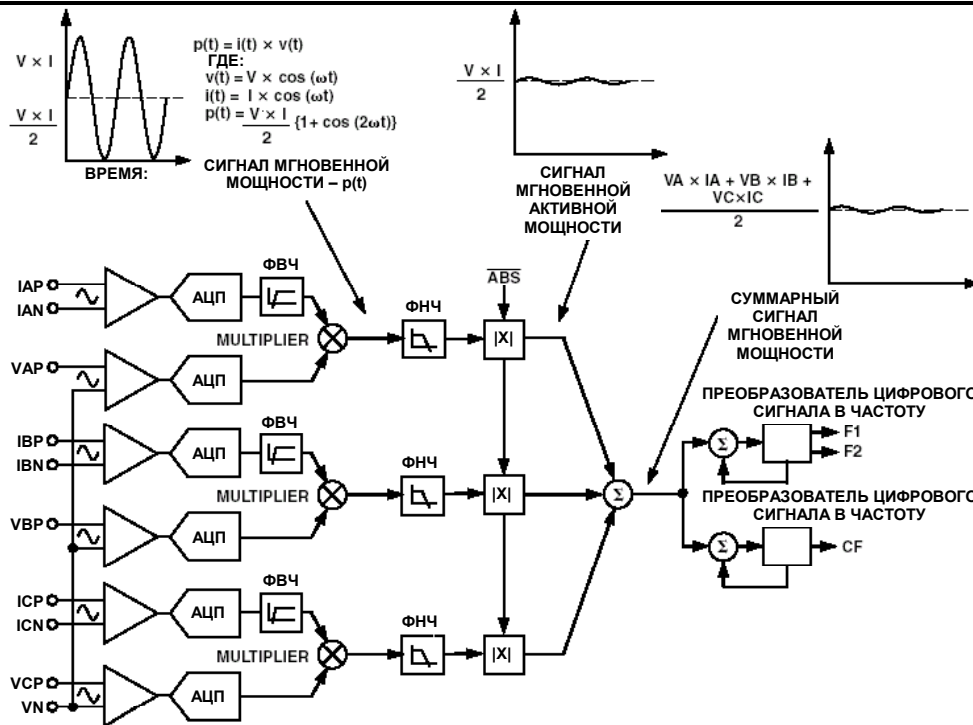 V × I
V × I
2
ВРЕМЯ:
p(t) = i(t) × v(t)
ГДЕ:
v(t) = V × cos (ωt)
i(t) = I × cos (ωt)
p(t) = V × I {1+ cos (2ωt)}
2
СИГНАЛ МГНОВЕННОЙ
МОЩНОСТИ – p(t)
V × I
2
СИГНАЛ
МГНОВЕННОЙ
АКТИВНОЙ
МОЩНОСТИ
VA × IA + VB × IB +
VC×IC
2
СУММАРНЫЙ
СИГНАЛ
МГНОВЕННОЙ
МОЩНОСТИ
IAP
IAN
АЦП
ФВЧ
MULTIPLIER
ФНЧ
ABS
|X|
VAP
АЦП
IBP
IBN
АЦП
ФВЧ
MULTIPLIER
ФНЧ
|X|
Σ
VBP
АЦП
ICP
ICN
АЦП
ФВЧ
MULTIPLIER
ФНЧ
|X|
VCP
VN
АЦП
ПРЕОБРАЗОВАТЕЛЬ ЦИФРОВОГО
СИГНАЛА В ЧАСТОТУ
Σ
F1
F2
ПРЕОБРАЗОВАТЕЛЬ ЦИФРОВОГО
СИГНАЛА В ЧАСТОТУ
Σ
CF